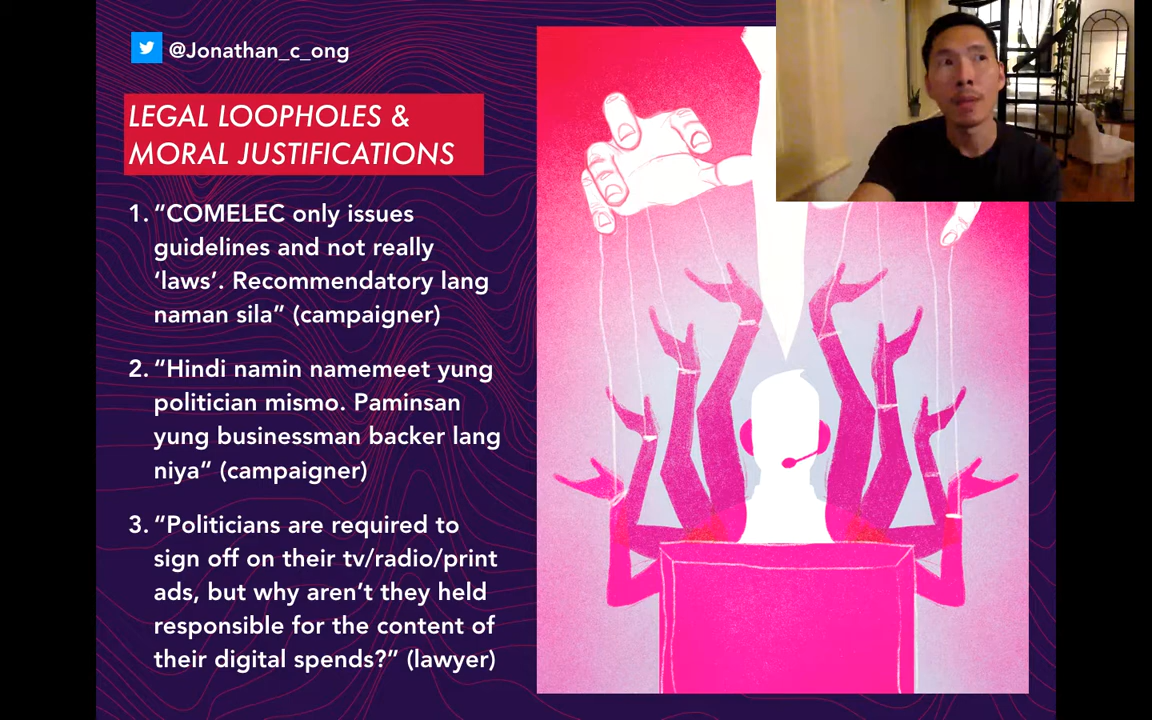 @Jonathan_c_ong
LEGAL LOOPHOLES &
MORAL JUSTIFICATIONS
1. “COMELEC only issues
guidelines and not really
‘laws’. Recommendatory lang
naman sila” (campaigner)
2. “Hindi namin namemeet yung
politician mismo. Paminsan
yung businessman backer lang
niya“ (campaigner)
3. “Politicians are required to
sign off on their tv/radio/print
ads, but why aren’t they held
responsible for the content of
their digital spends?” (lawyer)